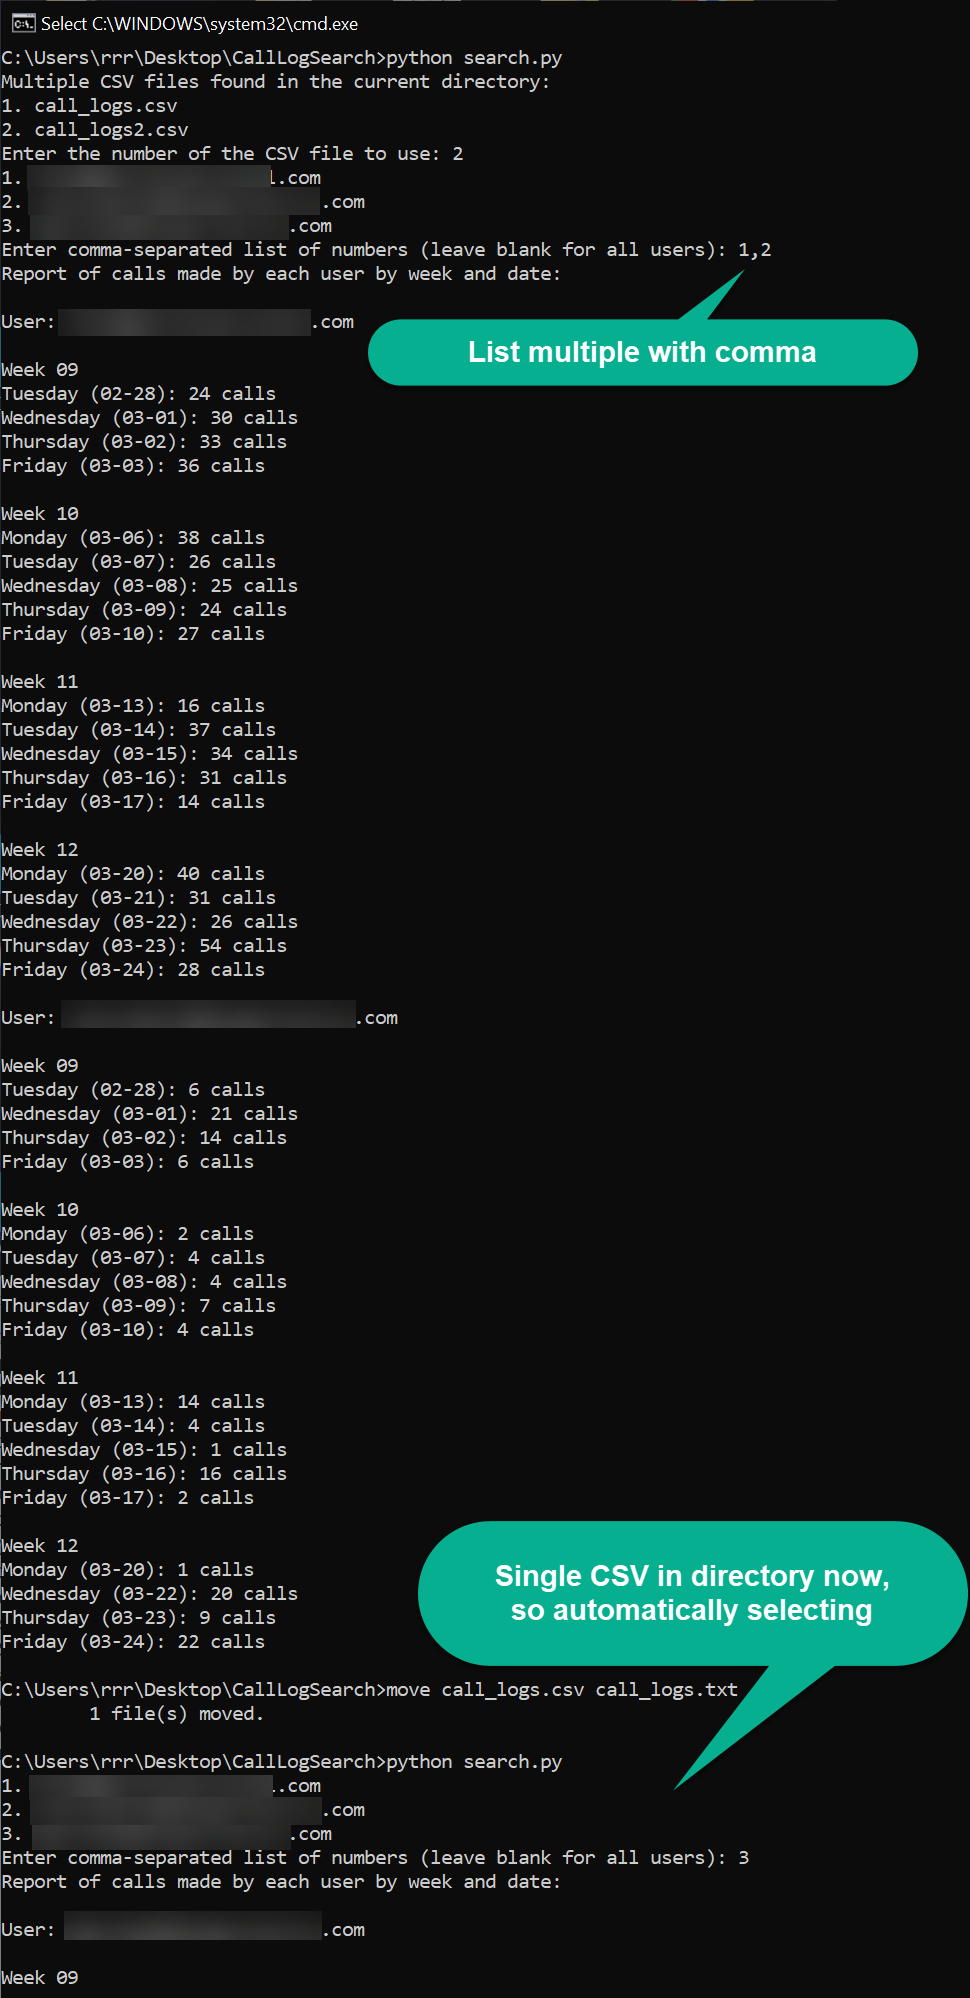 Select C:\WINDOWS\system32\cmd.exe
C:\Users\rrr\Desktop\CallLogSearch>python search.py
Multiple CSV files found in the current directory:
1. call_logs.csv
2. call_logs2.csv
Enter the number of the CSV file to use: 2
1. .com
2. .com
3. .com
Enter comma-separated list of numbers (leave blank for all users): 1,2
Report of calls made by each user by week and date:
User: .com
List multiple with comma
Week 09
Tuesday (02-28): 24 calls
Wednesday (03-01): 30 calls
Thursday (03-02): 33 calls
Friday (03-03): 36 calls
Week 10
Monday (03-06): 38 calls
Tuesday (03-07): 26 calls
Wednesday (03-08): 25 calls
Thursday (03-09): 24 calls
Friday (03-10): 27 calls
Week 11
Monday (03-13): 16 calls
Tuesday (03-14): 37 calls
Wednesday (03-15): 34 calls
Thursday (03-16): 31 calls
Friday (03-17): 14 calls
Week 12
Monday (03-20): 40 calls
Tuesday (03-21): 31 calls
Wednesday (03-22): 26 calls
Thursday (03-23): 54 calls
Friday (03-24): 28 calls
User: .com
Week 09
Tuesday (02-28): 6 calls
Wednesday (03-01): 21 calls
Thursday (03-02): 14 calls
Friday (03-03): 6 calls
Week 10
Monday (03-06): 2 calls
Tuesday (03-07): 4 calls
Wednesday (03-08): 4 calls
Thursday (03-09): 7 calls
Friday (03-10): 4 calls
Week 11
Monday (03-13): 14 calls
Tuesday (03-14): 4 calls
Wednesday (03-15): 1 calls
Thursday (03-16): 16 calls
Friday (03-17): 2 calls
Week 12
Monday (03-20): 1 calls
Wednesday (03-22): 20 calls
Thursday (03-23): 9 calls
Friday (03-24): 22 calls
Single CSV in directory now,
so automatically selecting
C:\Users\rrr\Desktop\CallLogSearch>move call_logs.csv call_logs.txt
1 file(s) moved.
C:\Users\rrr\Desktop\CallLogSearch>python search.py
1. .com
2. .com
3. .com
Enter comma-separated list of numbers (leave blank for all users): 3
Report of calls made by each user by week and date:
User: .com
Week 09